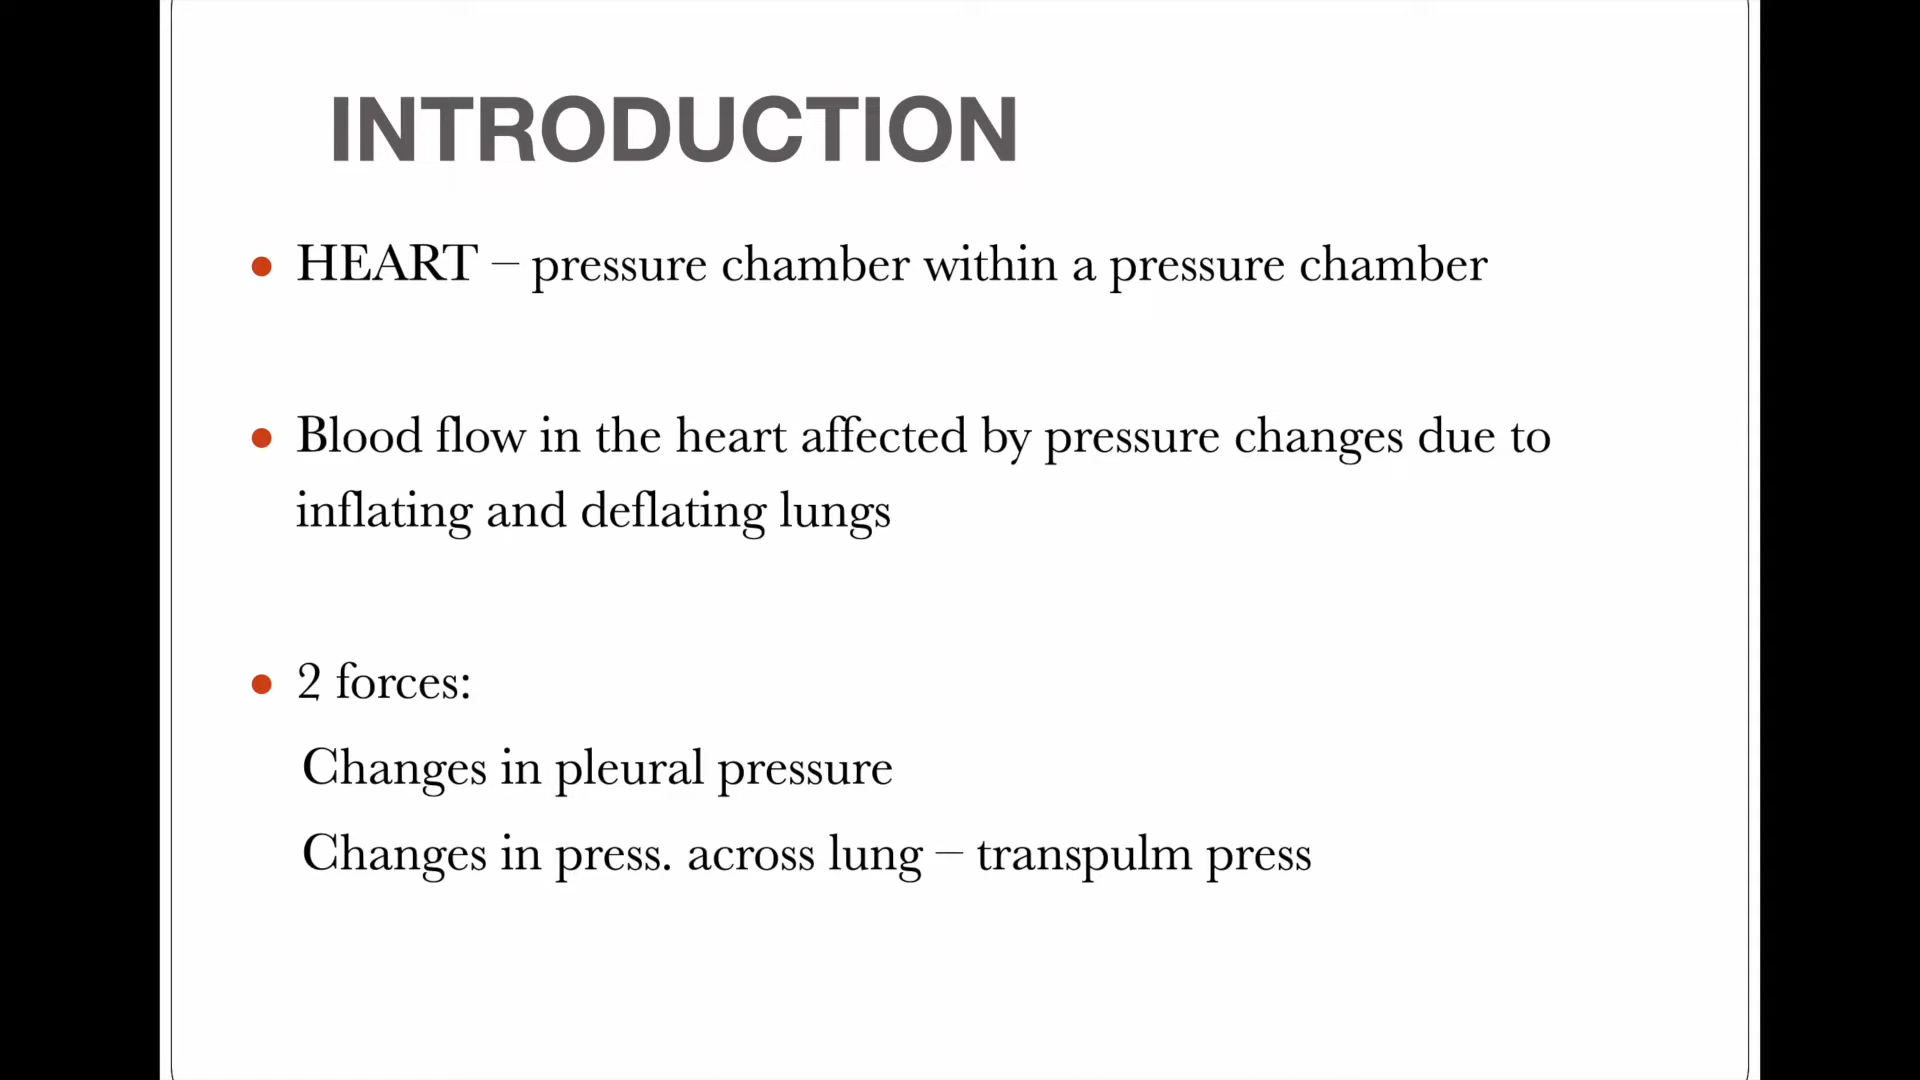 INTRODUCTION
• HEART – pressure chamber within a pressure chamber
• Blood flow in the heart affected by pressure changes due to
inflating and deflating lungs
• 2 forces:
Changes in pleural pressure
Changes in press. across lung – transpulm press